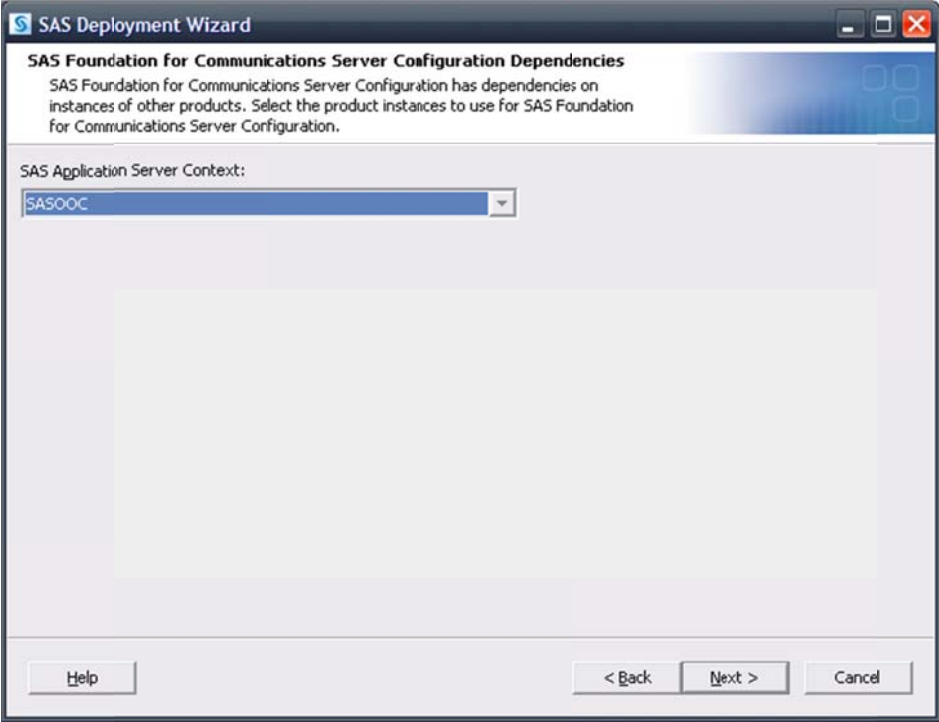 SAS Deployment Wizard
SAS Foundation for Communications Server Configuration Dependencies
SAS Foundation for Communications Server Configuration has dependencies on
instances of other products. Select the product instances to use for SAS Foundation
for Communications Server Configuration.
SAS Application Server Context:
SASOOC
Help
< Back
Next >
Cancel